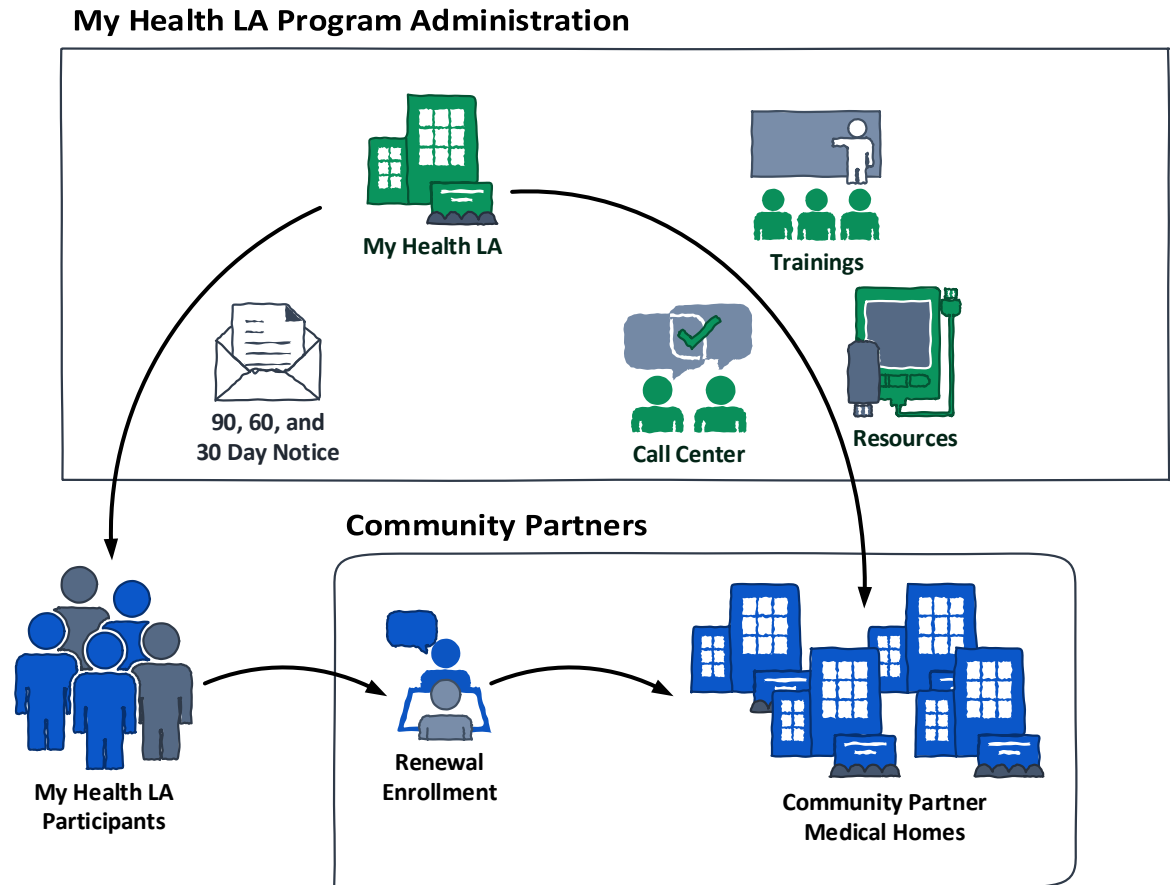 My Health LA Program Administration
My Health LA
Trainings
90, 60, and
30 Day Notice
Call Center
Resources
Community Partners
My Health LA
Participants
Renewal
Enrollment
Community Partner
Medical Homes